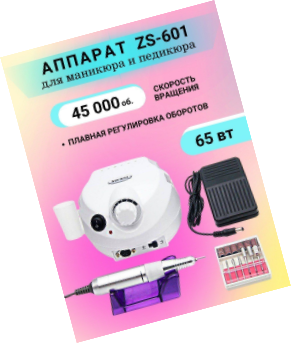 АППАРАТ ZS-601
для маникюра и педикюра
45 000 об.
СКОРОСТЬ
ВРАЩЕНИЯ
• ПЛАВНАЯ РЕГУЛИРОВКА ОБОРОТОВ
65 вт